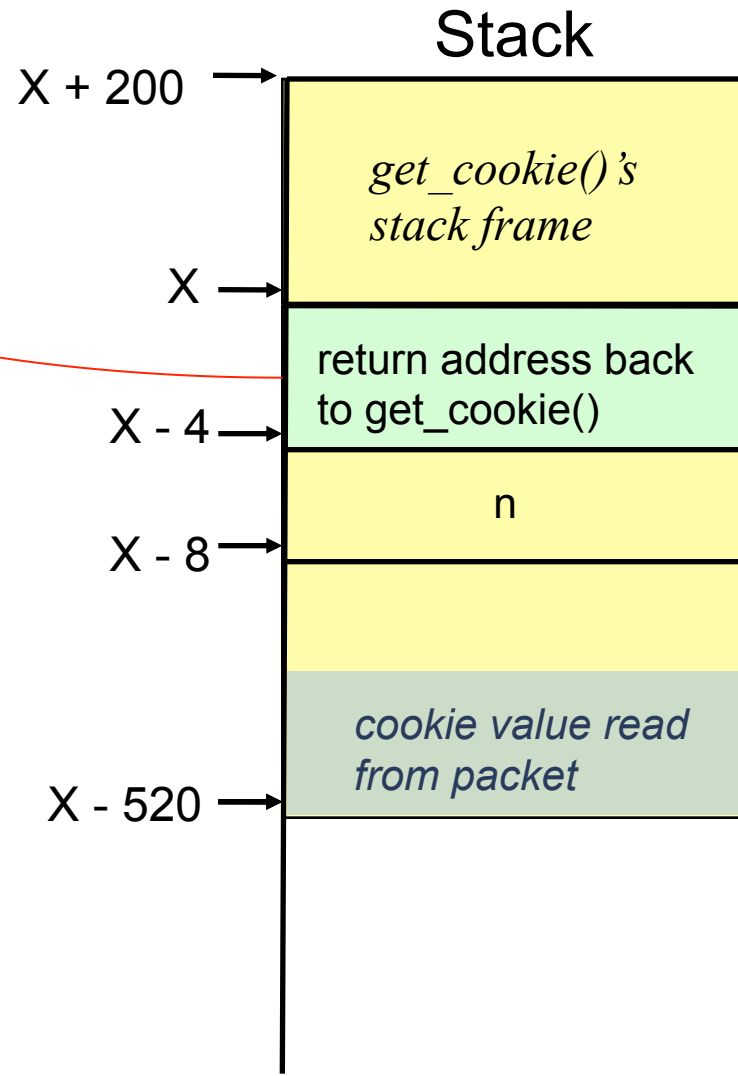 Stack
X + 200
get_cookie()’s
stack frame
X
return address back
to get_cookie()
X - 4
n
X - 8
cookie value read
from packet
X - 520